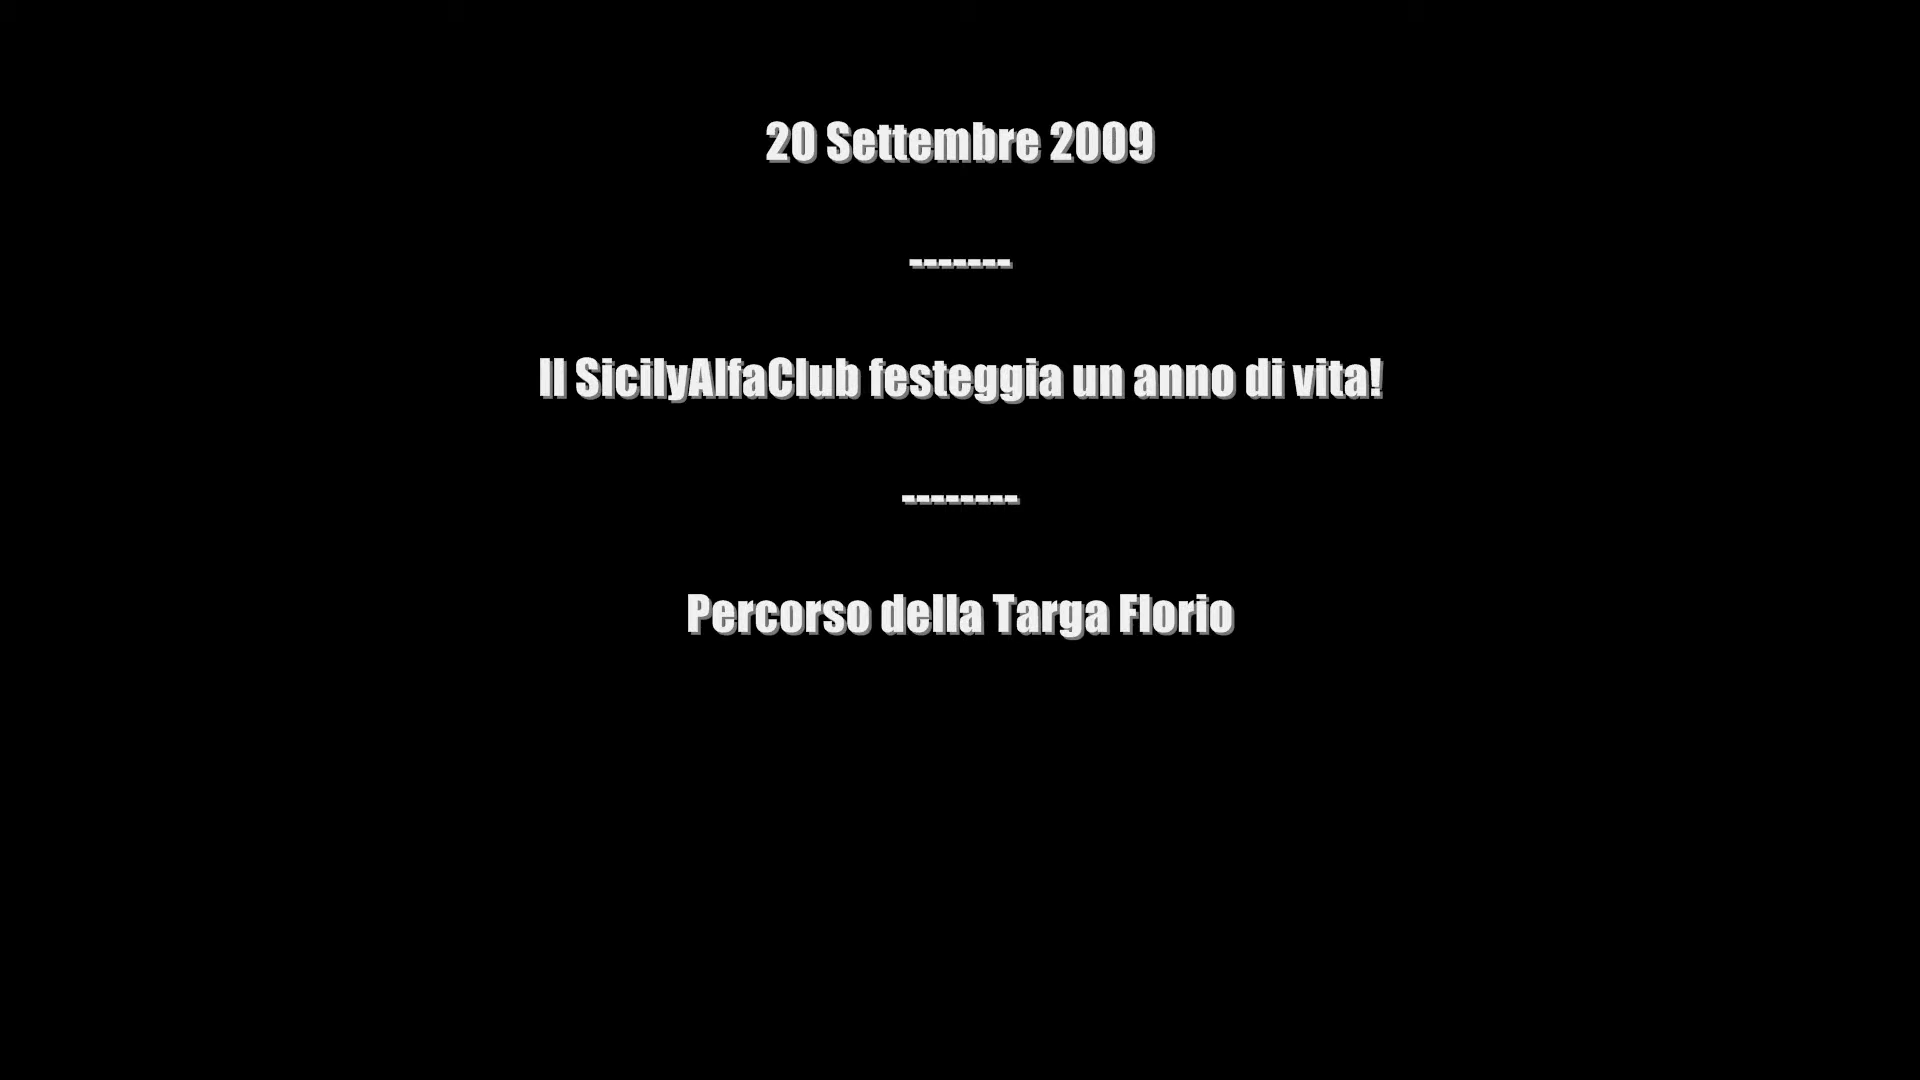 20 Settembre 2009
-------
Il SicilyAlfaClub festeggia un anno di vita!
--------
Percorso della Targa Florio